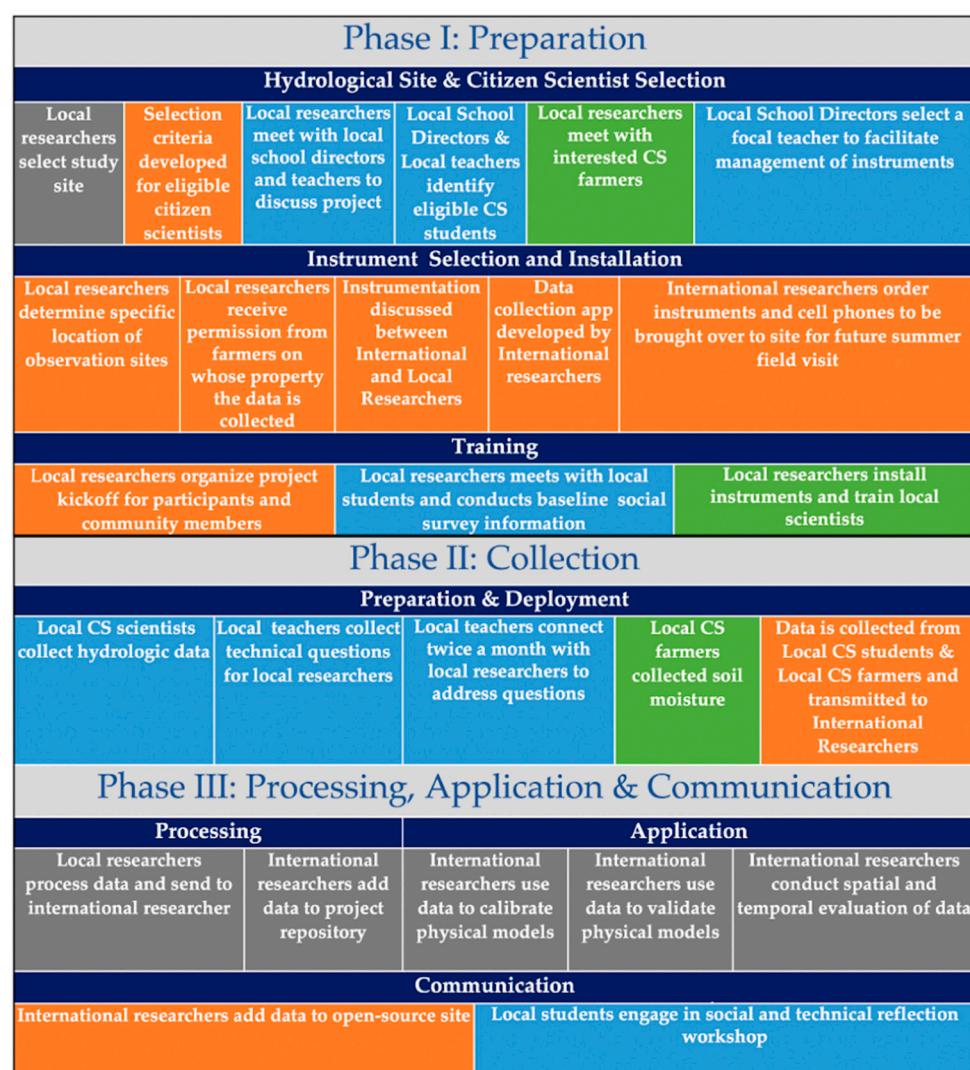 Phase I: Preparation
Hydrological Site & Citizen Scientist Selection
Local
researchers
select study
site
Selection
criteria
developed
for eligible
citizen
scientists
Local researchers
meet with local
school directors
and teachers to
discuss project
Local School
Directors &
Local teachers
identify
eligible CS
students
Local researchers
meet with
interested CS
farmers
Local School Directors select a
focal teacher to facilitate
management of instruments
Instrument Selection and Installation
Local researchers
determine specific
location of
observation sites
Local researchers
receive
permission from
farmers on
whose property
the data is
collected
Instrumentation
discussed
between
International
and Local
Researchers
Data
collection app
developed by
International
researchers
International researchers order
instruments and cell phones to be
brought over to site for future summer
field visit
Training
Local researchers organize project
kickoff for participants and
community members
Local researchers meets with local
students and conducts baseline social
survey information
Local researchers install
instruments and train local
scientists
Phase II: Collection
Preparation & Deployment
Local CS scientists
collect hydrologic data
Local teachers collect
technical questions
for local researchers
Local teachers connect
twice a month with
local researchers to
address questions
Local CS
farmers
collected soil
moisture
Data is collected from
Local CS students &
Local CS farmers and
transmitted to
International
Researchers
Phase III: Processing, Application & Communication
Processing
Application
Local researchers
process data and send to
international researcher
International
researchers add
data to project
repository
International
researchers use
data to calibrate
physical models
International
researchers use
data to validate
physical models
International researchers
conduct spatial and
temporal evaluation of data
Communication
International researchers add data to open-source site
Local students engage in social and technical reflection
workshop